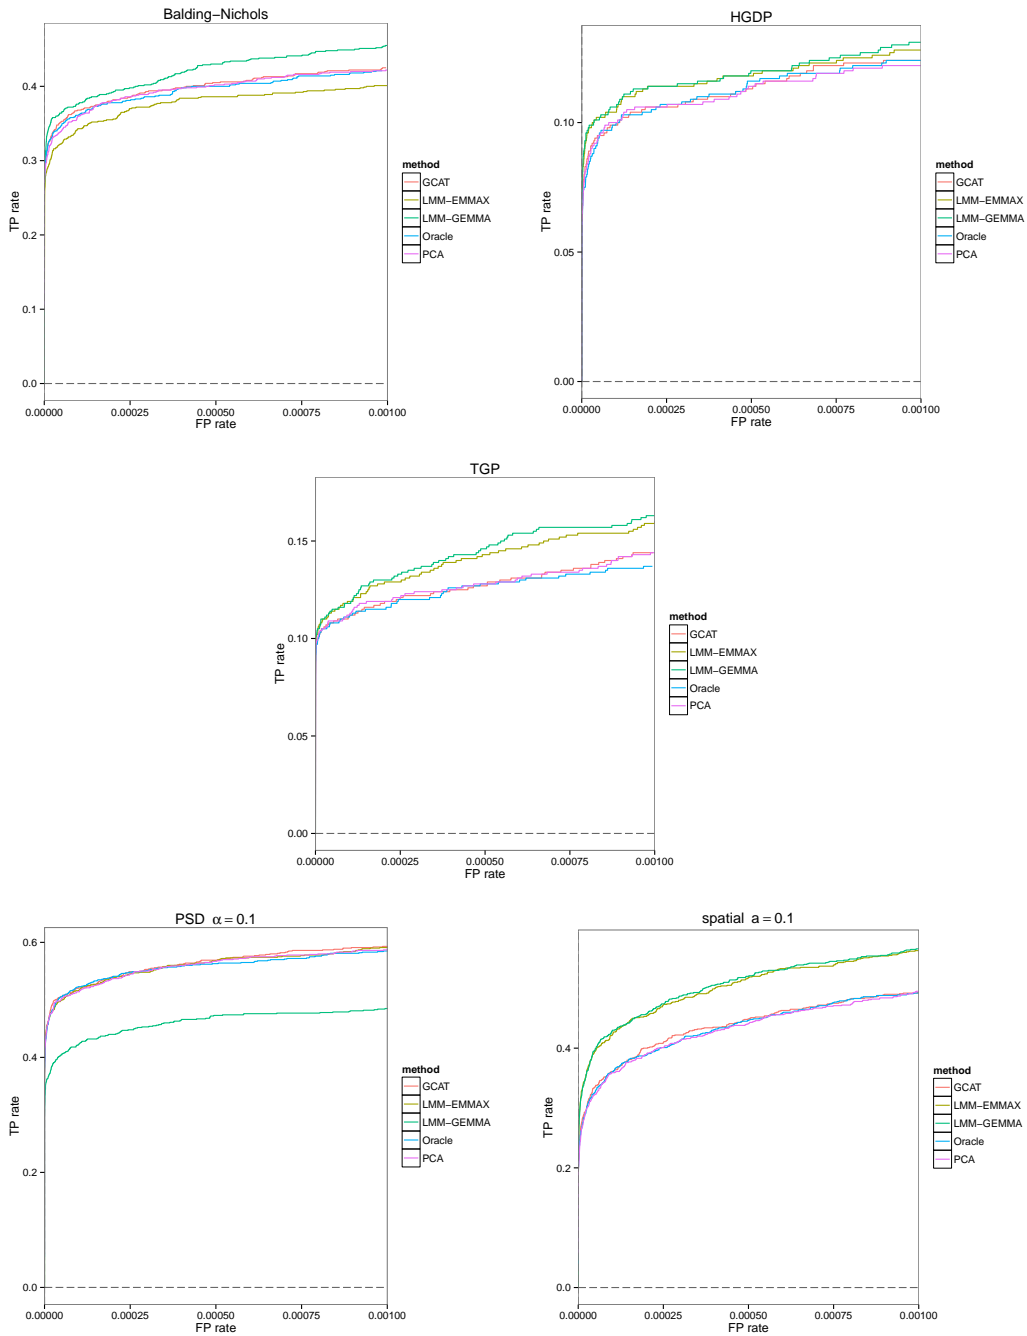 Balding−Nichols
TP rate
0.4
0.3
0.2
0.1
0.0
0.00000 0.00025 0.00050 0.00075 0.00100
FP rate
method
GCAT
LMM−EMMAX
LMM−GEMMA
Oracle
PCA
HGDP
TP rate
0.10
0.05
0.00
0.00000 0.00025 0.00050 0.00075 0.00100
FP rate
method
GCAT
LMM−EMMAX
LMM−GEMMA
Oracle
PCA
TGP
TP rate
0.15
0.10
0.05
0.00
0.00000 0.00025 0.00050 0.00075 0.00100
FP rate
method
GCAT
LMM−EMMAX
LMM−GEMMA
Oracle
PCA
PSD α = 0.1
TP rate
0.6
0.4
0.2
0.0
0.00000 0.00025 0.00050 0.00075 0.00100
FP rate
method
GCAT
LMM−EMMAX
LMM−GEMMA
Oracle
PCA
spatial a = 0.1
TP rate
0.4
0.2
0.0
0.00000 0.00025 0.00050 0.00075 0.00100
FP rate
method
GCAT
LMM−EMMAX
LMM−GEMMA
Oracle
PCA